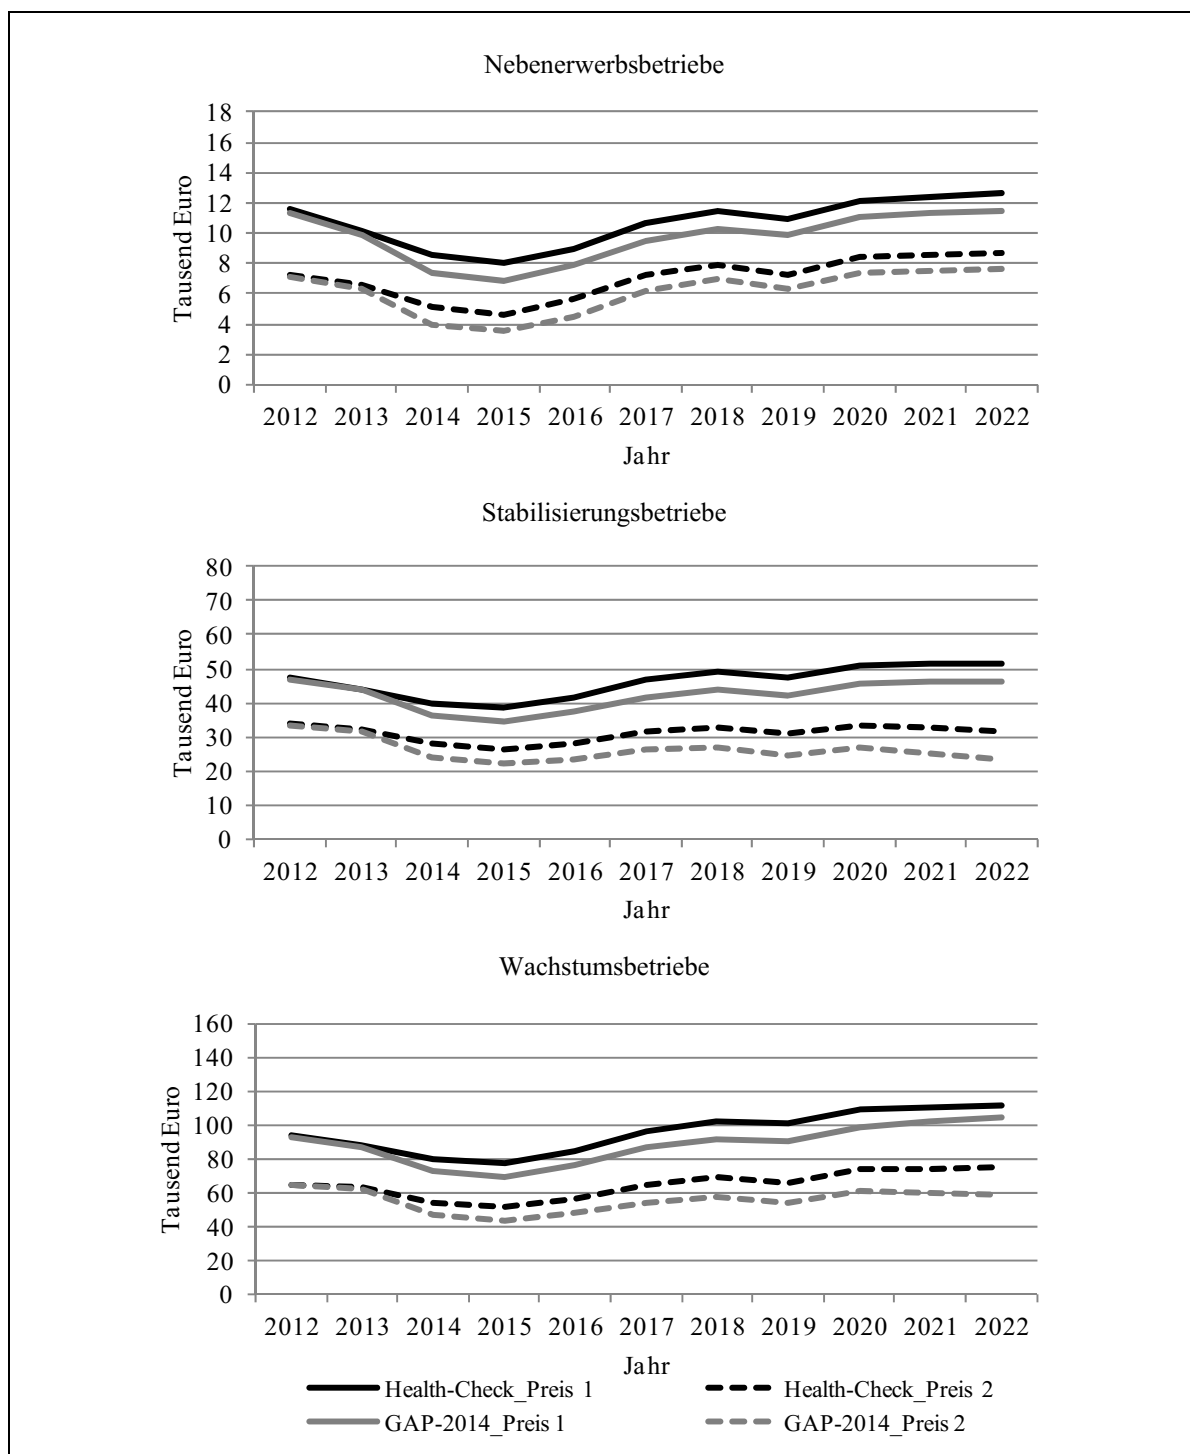 Nebenerwerbsbetriebe
18
16
14
12
10
8
6
4
2
0
Tausend Euro
2012 2013 2014 2015 2016 2017 2018 2019 2020 2021 2022
Jahr
Stabilisierungsbetriebe
80
70
60
50
40
30
20
10
0
Tausend Euro
2012 2013 2014 2015 2016 2017 2018 2019 2020 2021 2022
Jahr
Wachstumsbetriebe
160
140
120
100
80
60
40
20
0
Tausend Euro
2012 2013 2014 2015 2016 2017 2018 2019 2020 2021 2022
Jahr
Health-Check_Preis 1 Health-Check_Preis 2
GAP-2014_Preis 1 GAP-2014_Preis 2